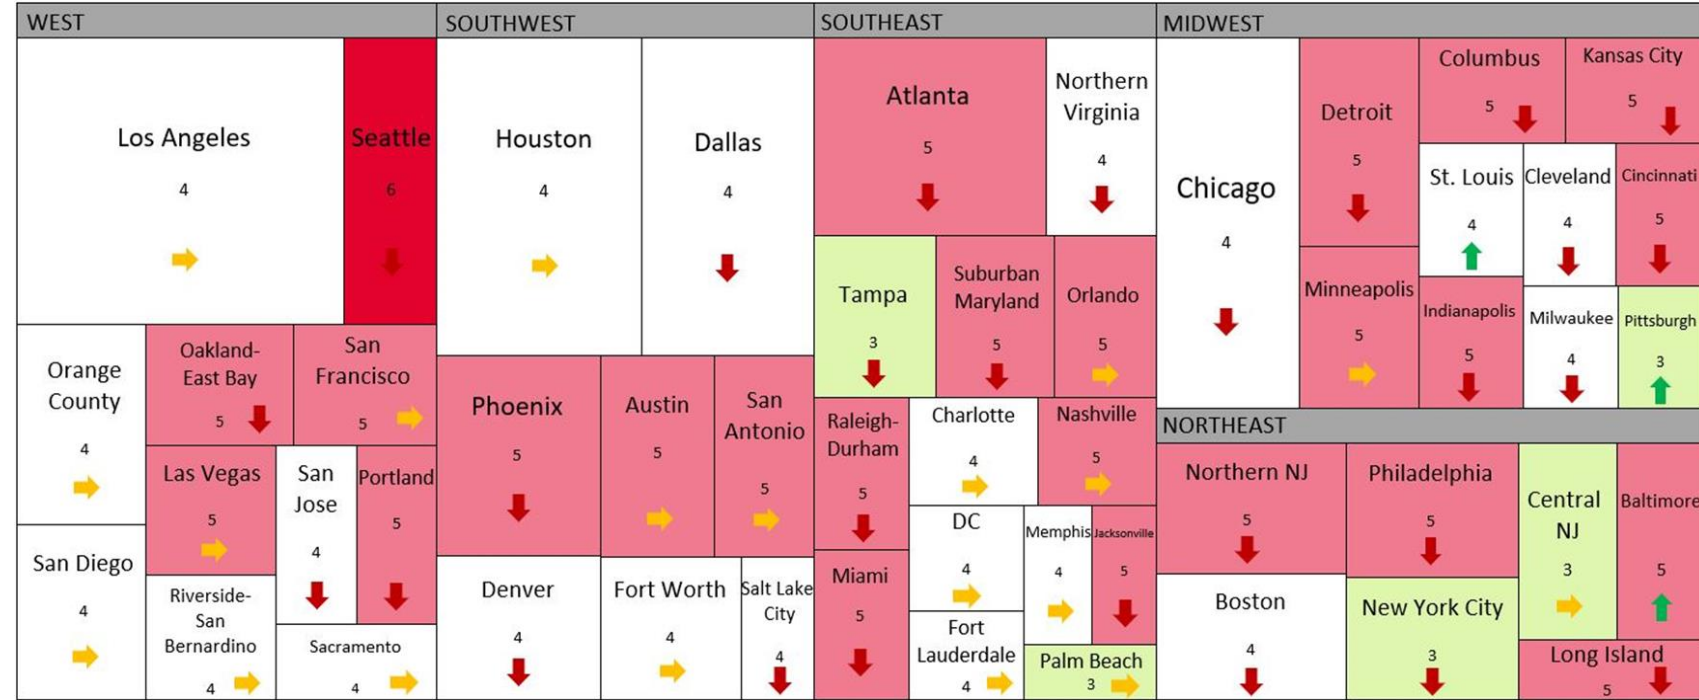 WEST
Los Angeles
4
Seattle
6
Orange
County
4
Oakland-
East Bay
5
San
Francisco
5
Las Vegas
5
San
Jose
4
Portland
5
San Diego
4
Riverside-
San
Bernardino
4
Sacramento
4
SOUTHWEST
Houston
4
Dallas
4
Phoenix
5
Austin
5
San
Antonio
5
Denver
4
Fort Worth
4
Salt Lake
City
4
SOUTHEAST
Atlanta
5
Northern
Virginia
4
Tampa
3
Suburban
Maryland
5
Orlando
5
Raleigh-
Durham
5
Charlotte
4
Nashville
5
Miami
5
DC
4
Memphis
4
Jacksonville
5
Fort
Lauderdale
4
Palm Beach
3
MIDWEST
Chicago
4
Detroit
5
Columbus
5
Kansas City
5
St. Louis
4
Cleveland
4
Cincinnati
5
Minneapolis
5
Indianapolis
5
Milwaukee
4
Pittsburgh
3
NORTHEAST
Northern NJ
5
Philadelphia
5
Central
NJ
3
Baltimore
5
Boston
4
New York City
3
Long Island
5